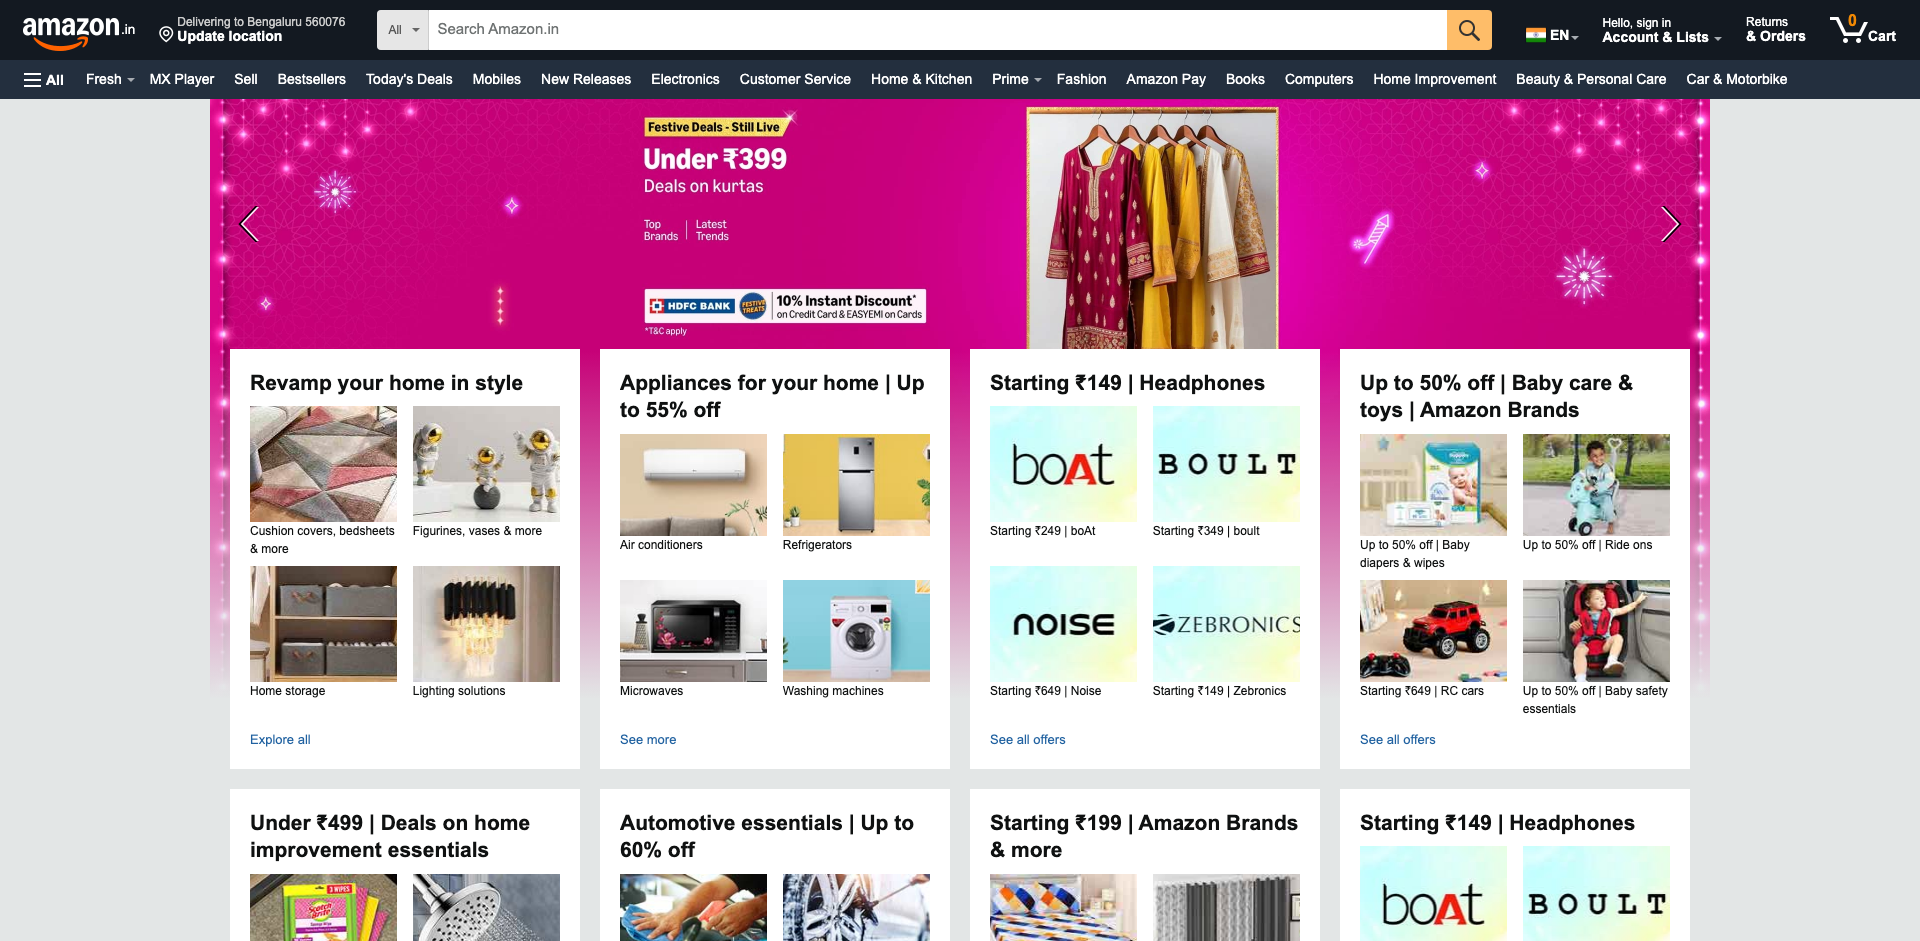 amazon.in
Delivering to Bengaluru 560076
Update location
All
Search Amazon.in
EN
Hello, sign in
Account & Lists
Returns
& Orders
0
Cart
All
Fresh
MX Player
Sell
Bestsellers
Today's Deals
Mobiles
New Releases
Electronics
Customer Service
Home & Kitchen
Prime
Fashion
Amazon Pay
Books
Computers
Home Improvement
Beauty & Personal Care
Car & Motorbike
Festive Deals - Still Live
Under ₹399
Deals on kurtas
Top
Brands
Latest
Trends
HDFC BANK
FESTIVE
TREATS
10% Instant Discount*
on Credit Card & EASYEMI on Cards
*T&C apply
Revamp your home in style
Cushion covers, bedsheets
& more
Figurines, vases & more
Home storage
Lighting solutions
Explore all
Appliances for your home | Up
to 55% off
Air conditioners
Refrigerators
Microwaves
Washing machines
See more
Starting ₹149 | Headphones
boAt
BOULT
Starting ₹249 | boAt
Starting ₹349 | boult
noise
ZEBRONICS
Starting ₹649 | Noise
Starting ₹149 | Zebronics
See all offers
Up to 50% off | Baby care &
toys | Amazon Brands
Up to 50% off | Baby
diapers & wipes
Up to 50% off | Ride ons
Starting ₹649 | RC cars
Up to 50% off | Baby safety
essentials
See all offers
Under ₹499 | Deals on home
improvement essentials
3 WIPES
Scotch
Brite
Automotive essentials | Up to
60% off
Starting ₹199 | Amazon Brands
& more
Starting ₹149 | Headphones
boAt
BOULT